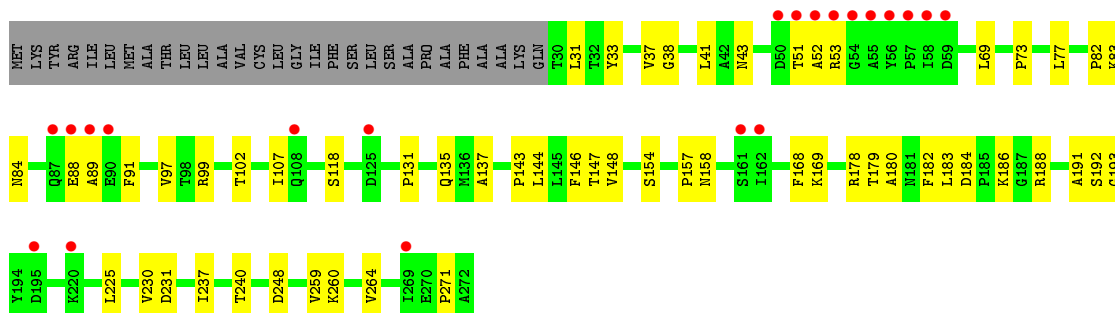 MET LYS TYR ARG ILE LEU MET ALA THR LEU LEU ALA VAL CYS LEU GLY ILE PHE SER LEU SER SER ALA PRO ALA PHE ALA ALA LYS GLN T30 L31 T32 Y33 V37 G38 L41 A42 N43 D50 T51 A52 R53 G54 A55 Y56 P57 I58 D59 L69 P73 L77 P82 K83
N84 Q87 E88 A89 E90 F91 V97 T98 R99 T102 I107 Q108 S118 D125 P131 Q135 M136 A137 P143 L144 L145 F146 T147 V148 S154 P157 N158 S161 I162 F168 K169 R178 T179 A180 N181 F182 L183 D184 P185 K186 G187 R188 A191 S192 G193
Y194 D195 K220 L225 V230 D231 I237 T240 D248 V259 K260 V264 I269 E270 P271 A272